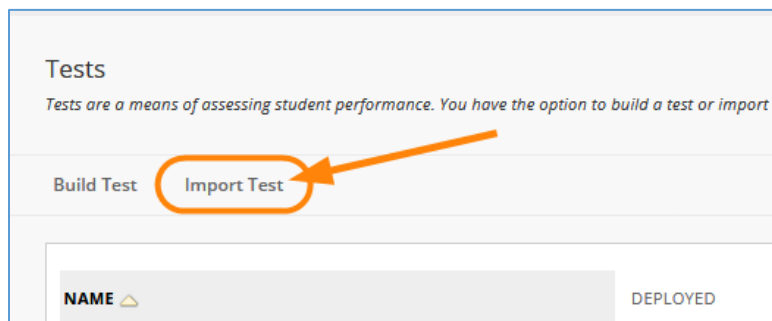 Tests
Tests are a means of assessing student performance. You have the option to build a test or import
Build Test Import Test
NAME DEPLOYED